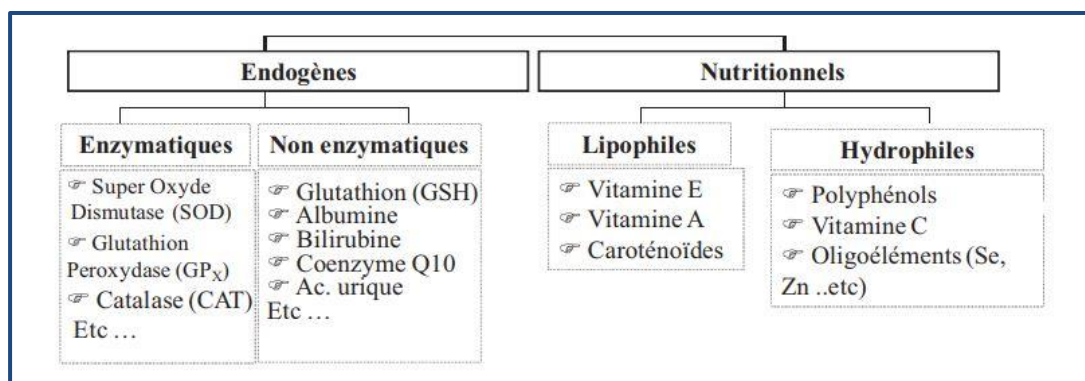 Endogènes
Nutritionnels
Enzymatiques
☞ Super Oxyde
Dismutase (SOD)
☞ Glutathion
Peroxydase (GPX)
☞ Catalase (CAT)
Etc …
Non enzymatiques
☞ Glutathion (GSH)
☞ Albumine
☞ Bilirubine
☞ Coenzyme Q10
☞ Ac. urique
Etc …
Lipophiles
☞ Vitamine E
☞ Vitamine A
☞ Caroténoïdes
Hydrophiles
☞ Polyphénols
☞ Vitamine C
☞ Oligoéléments (Se,
Zn ..etc)